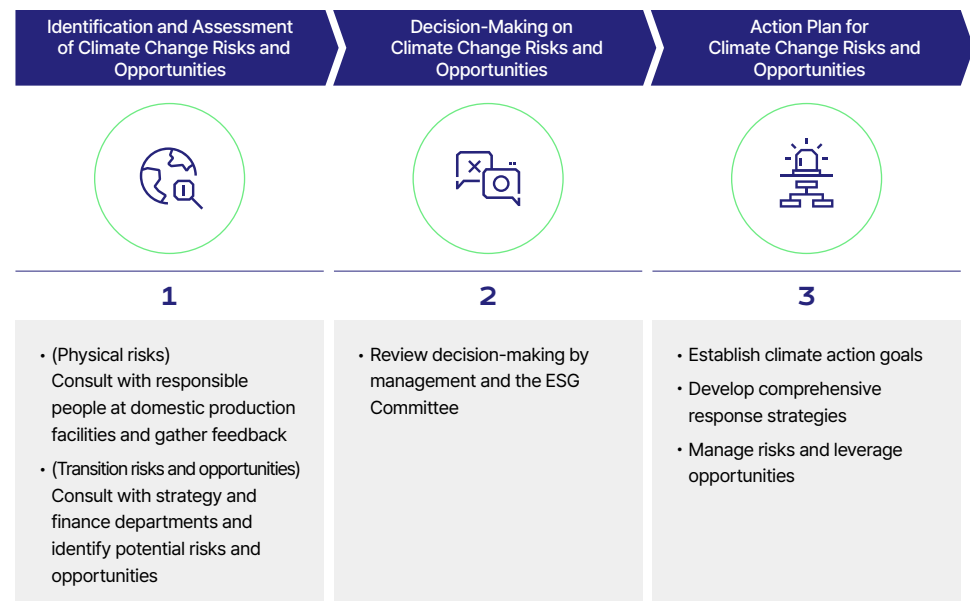 Identification and Assessment
of Climate Change Risks and
Opportunities
Decision-Making on
Climate Change Risks and
Opportunities
Action Plan for
Climate Change Risks and
Opportunities
1
2
3
• (Physical risks)
Consult with responsible
people at domestic production
facilities and gather feedback
• (Transition risks and opportunities)
Consult with strategy and
finance departments and
identify potential risks and
opportunities
• Review decision-making by
management and the ESG
Committee
• Establish climate action goals
• Develop comprehensive
response strategies
• Manage risks and leverage
opportunities